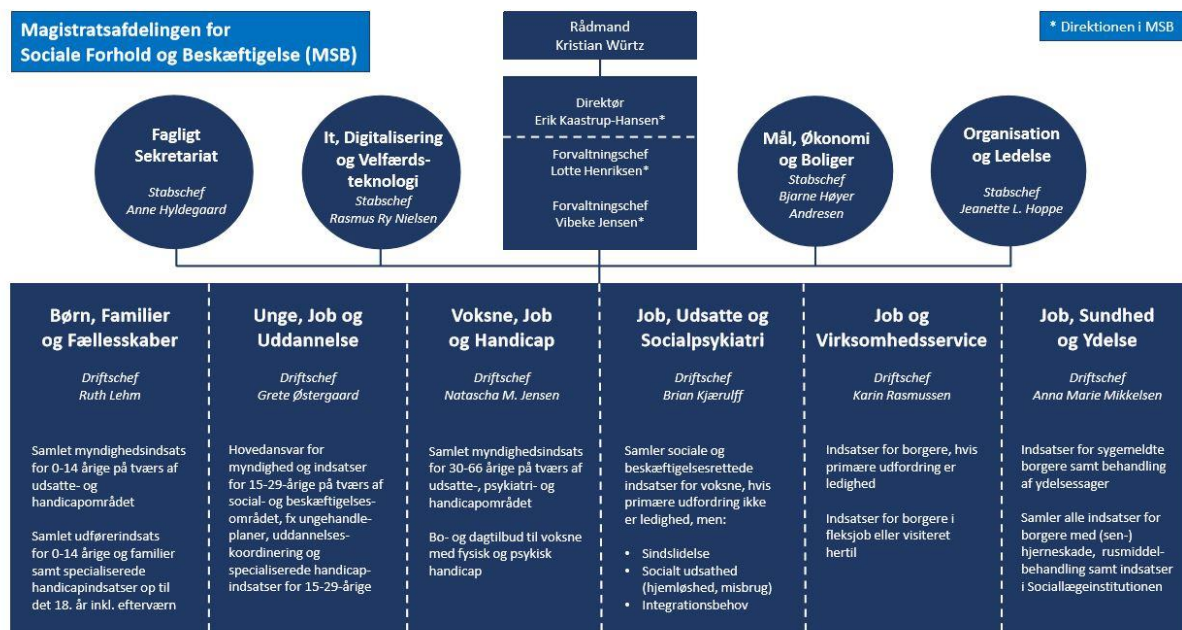 Magistratsafdelingen for
Sociale Forhold og Beskæftigelse (MSB)
Rådmand
Kristian Würtz
* Direktionen i MSB
Direktør
Erik Kaastrup-Hansen*
Forvaltningschef
Lotte Henriksen*
Forvaltningschef
Vibeke Jensen*
Fagligt
Sekretariat
Stabschef
Anne Hyldegaard
It, Digitalisering
og Velfærds-
teknologi
Stabschef
Rasmus Ry Nielsen
Mål, Økonomi
og Boliger
Stabschef
Bjarne Høyer
Andresen
Organisation
og Ledelse
Stabschef
Jeanette L. Hoppe
Børn, Familier
og Fællesskaber
Driftschef
Ruth Lehm
Samlet myndighedsindsats
for 0-14 årige på tværs af
udsatte- og
handicapområdet
Samlet udførerindsats
for 0-14 årige og familier
samt specialiserede
handicapindsatser op til
det 18. år inkl. efterværn
Unge, Job og
Uddannelse
Driftschef
Grete Østergaard
Hovedansvar for
myndighed og indsatser
for 15-29-årige på tværs af
social- og beskæftigelses-
området, fx ungehandle-
planer, uddannelses-
koordinering og
specialiserede handicap-
indsatser for 15-29-årige
Voksne, Job
og Handicap
Driftschef
Natascha M. Jensen
Samlet myndighedsindsats
for 30-66 årige på tværs af
udsatte-, psykiatri- og
handicapområdet
Bo- og dagtilbud til voksne
med fysisk og psykisk
handicap
Job, Udsatte og
Socialpsykiatri
Driftschef
Brian Kjærulff
Samler sociale og
beskæftigelsesrettede
indsatser for voksne, hvis
primære udfordring ikke
er ledighed, men:
• Sindslidelse
• Socialt udsathed
(hjemløshed, misbrug)
• Integrationsbehov
Job og
Virksomhedsservice
Driftschef
Karin Rasmussen
Indsatser for borgere, hvis
primære udfordring er
ledighed
Indsatser for borgere i
fleksjob eller visiteret
hertil
Job, Sundhed
og Ydelse
Driftschef
Anna Marie Mikkelsen
Indsatser for sygemeldte
borgere samt behandling
af ydelsessager
Samler alle indsatser for
borgere med (sen-)
hjerneskade, rusmiddel-
behandling samt indsatser
i Sociallægeinstitutionen